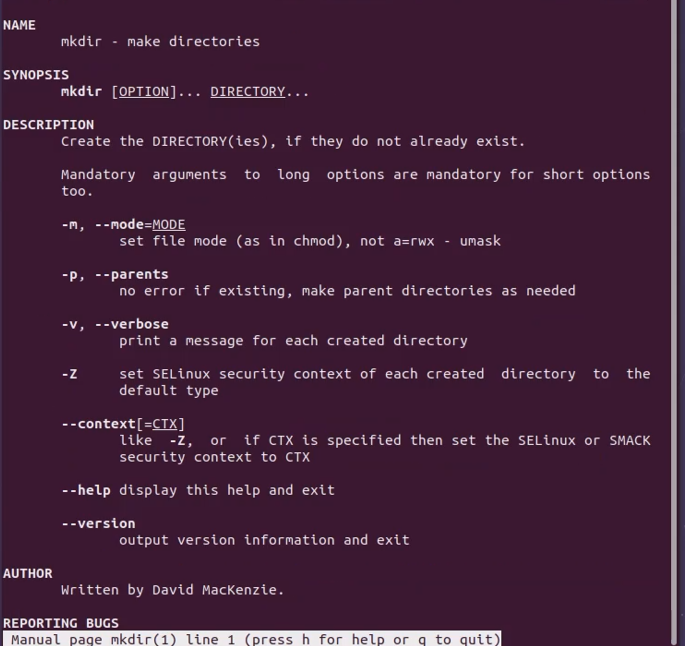 NAME
mkdir - make directories
SYNOPSIS
mkdir [OPTION]... DIRECTORY...
DESCRIPTION
Create the DIRECTORY(ies), if they do not already exist.
Mandatory arguments to long options are mandatory for short options
too.
-m, --mode=MODE
set file mode (as in chmod), not a=rwx - umask
-p, --parents
no error if existing, make parent directories as needed
-v, --verbose
print a message for each created directory
-Z set SELinux security context of each created directory to the
default type
--context[=CTX]
like -Z, or if CTX is specified then set the SELinux or SMACK
security context to CTX
--help display this help and exit
--version
output version information and exit
AUTHOR
Written by David MacKenzie.
REPORTING BUGS
Manual page mkdir(1) line 1 (press h for help or q to quit)